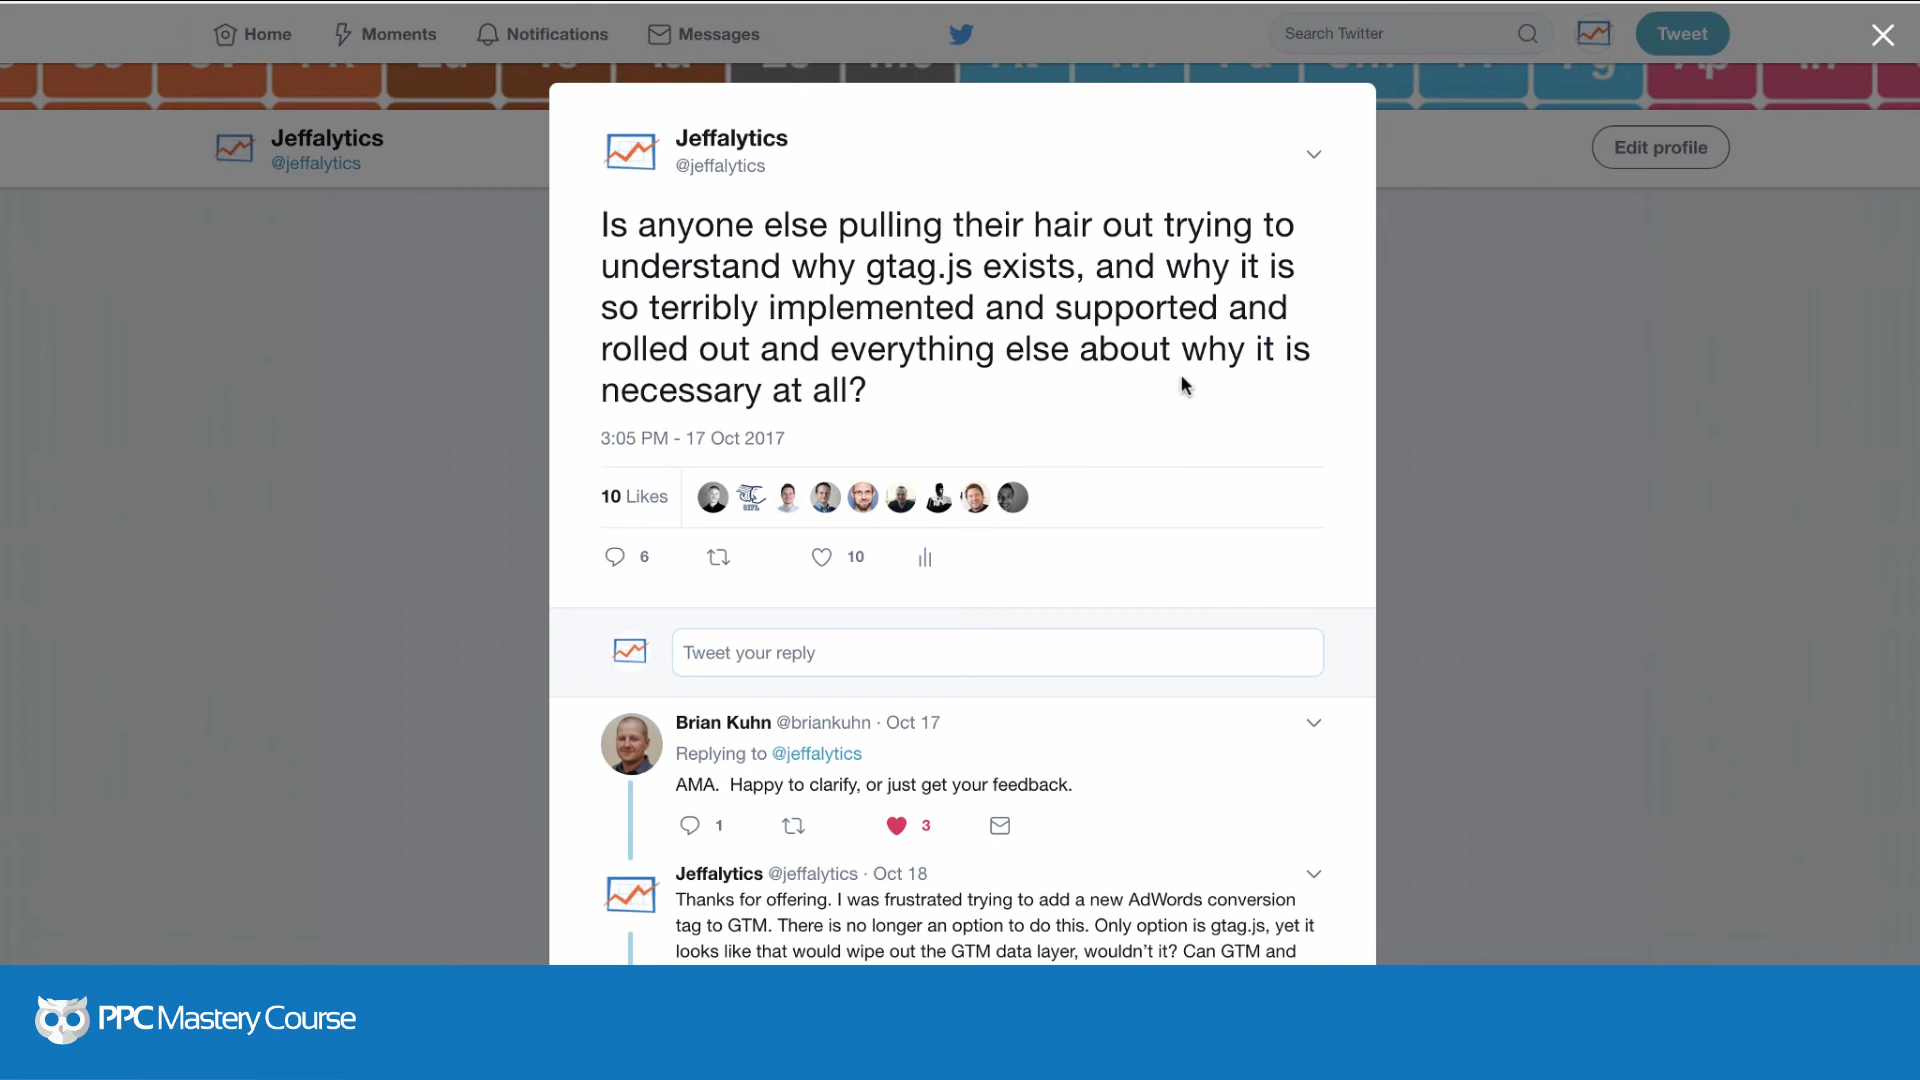 Home Moments Notifications Messages Search Twitter Tweet
Jeffalytics
@jeffalytics
Edit profile
Jeffalytics
@jeffalytics
Is anyone else pulling their hair out trying to
understand why gtag.js exists, and why it is
so terribly implemented and supported and
rolled out and everything else about why it is
necessary at all?
3:05 PM - 17 Oct 2017
10 Likes
6 10
Tweet your reply
Brian Kuhn @briankuhn · Oct 17
Replying to @jeffalytics
AMA.  Happy to clarify, or just get your feedback.
1 3
Jeffalytics @jeffalytics · Oct 18
Thanks for offering. I was frustrated trying to add a new AdWords conversion
tag to GTM. There is no longer an option to do this. Only option is gtag.js, yet it
looks like that would wipe out the GTM data layer, wouldn't it? Can GTM and
PPC Mastery Course